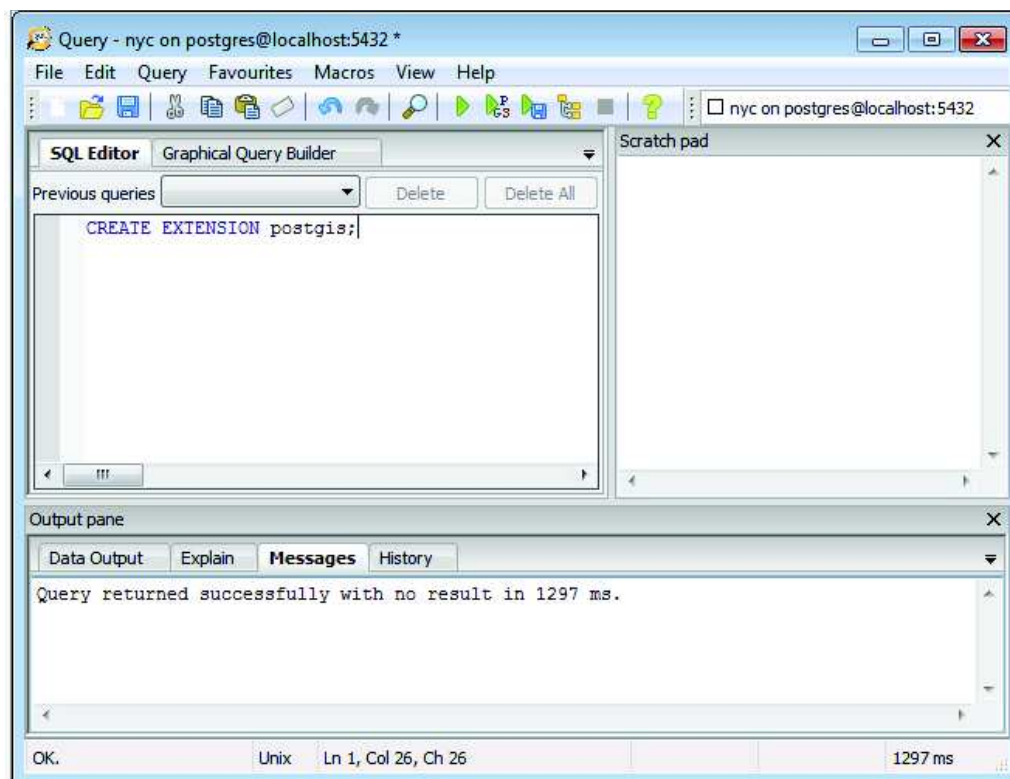 Query - nyc on postgres@localhost:5432 *
File Edit Query Favourites Macros View Help
nyc on postgres@localhost:5432
SQL Editor Graphical Query Builder
Scratch pad
Previous queries Delete Delete All
CREATE EXTENSION postgis;
Output pane
Data Output Explain Messages History
Query returned successfully with no result in 1297 ms.
OK. Unix Ln 1, Col 26, Ch 26 1297 ms